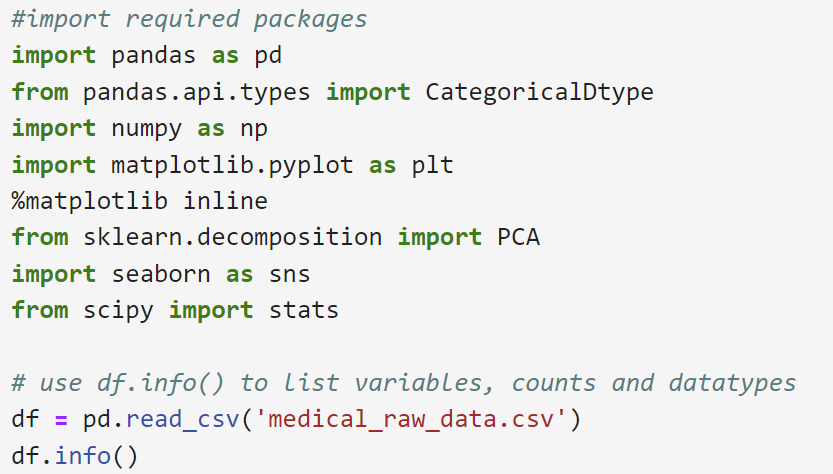 #import required packages
import pandas as pd
from pandas.api.types import CategoricalDtype
import numpy as np
import matplotlib.pyplot as plt
%matplotlib inline
from sklearn.decomposition import PCA
import seaborn as sns
from scipy import stats
# use df.info() to list variables, counts and datatypes
df = pd.read_csv('medical_raw_data.csv')
df.info()